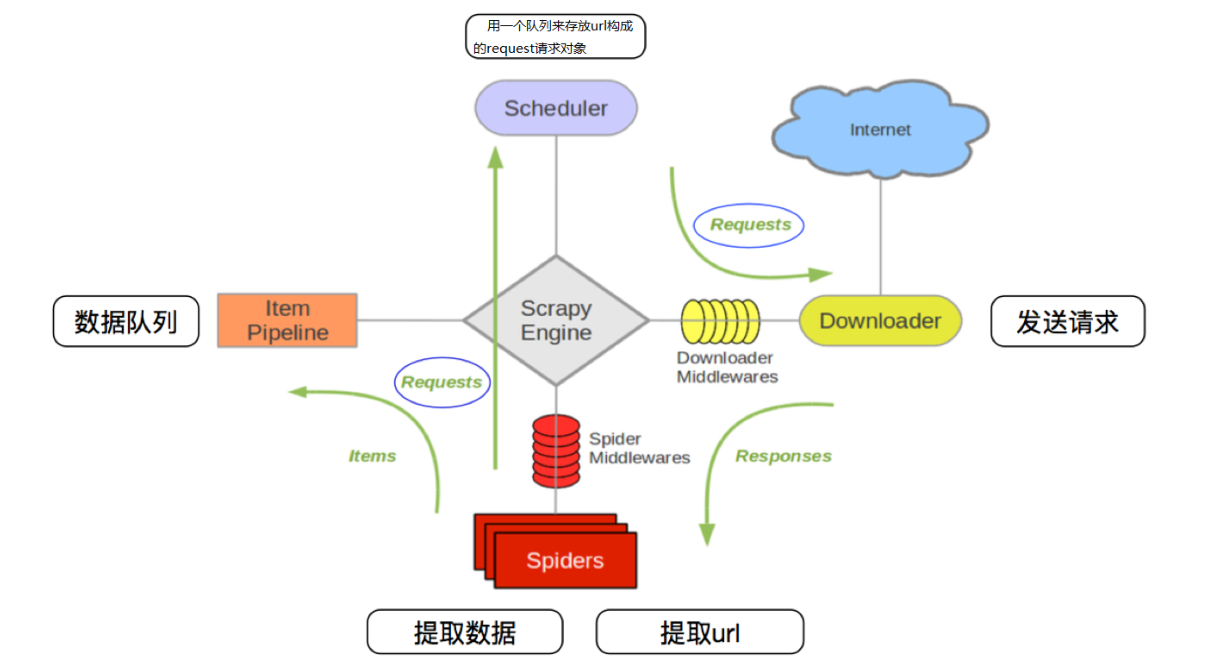 用一个队列来存放url构成
的request请求对象
Scheduler
Internet
Requests
数据队列
Item
Pipeline
Scrapy
Engine
Downloader
发送请求
Downloader
Middlewares
Requests
Items
Spider
Middlewares
Responses
Spiders
提取数据
提取url